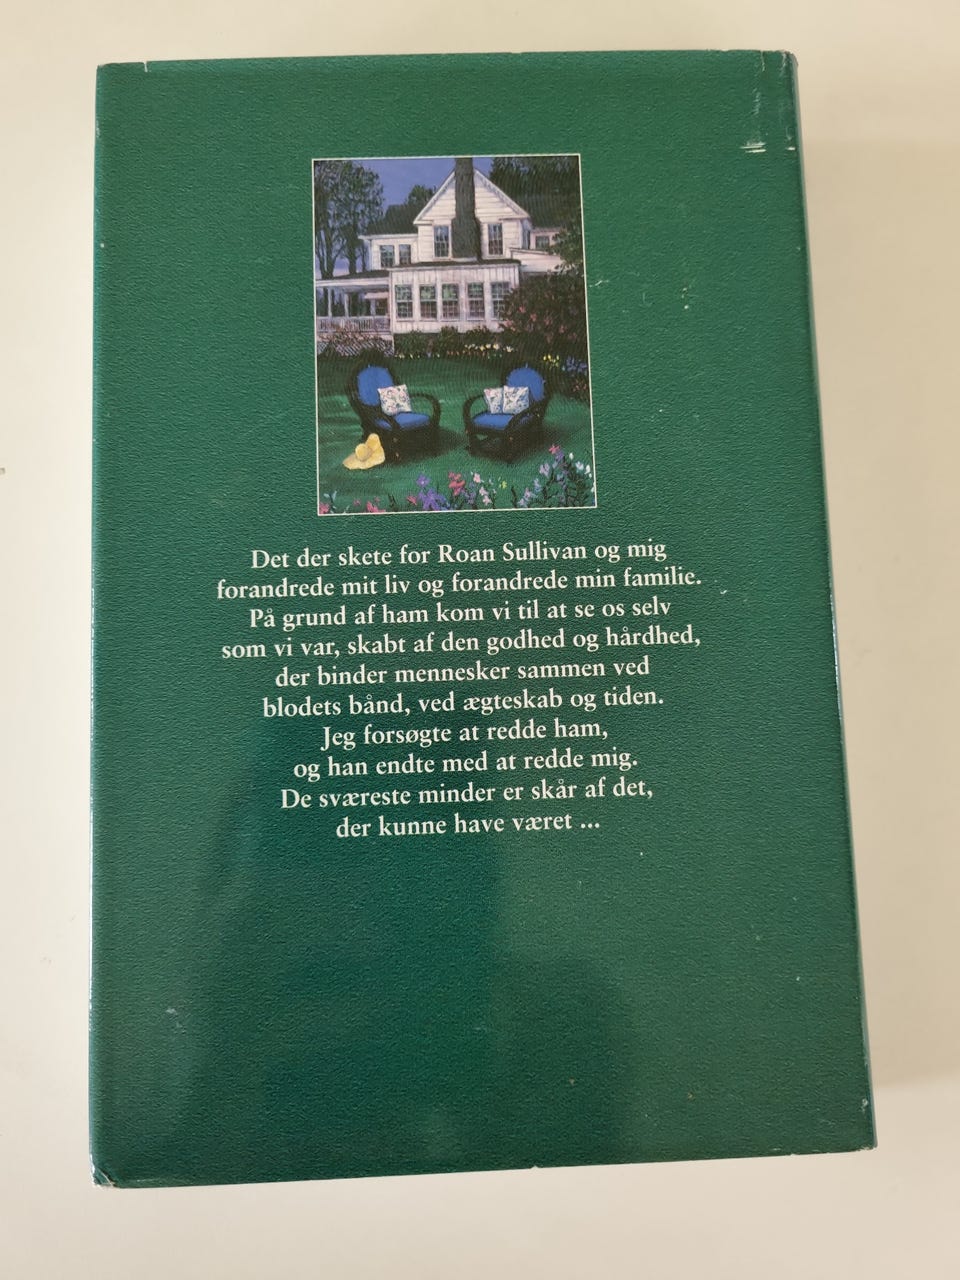 Det der skete for Roan Sullivan og mig
forandrede mit liv og forandrede min familie.
På grund af ham kom vi til at se os selv
som vi var, skabt af den godhed og hårdhed,
der binder mennesker sammen ved
blodets bånd, ved ægteskab og tiden.
Jeg forsøgte at redde ham,
og han endte med at redde mig.
De sværeste minder er skår af det,
der kunne have været ...